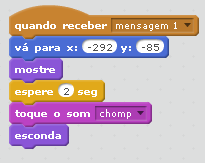 quando receber mensagem 1
vá para x: -292 y: -85
mostre
espere 2 seg
toque o som chomp
esconda